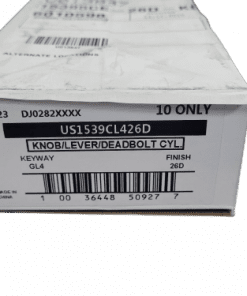 26D
ALTERNATE LOCATIONS
23 DJ0282XXXX 10 ONLY
US1539CL426D
KNOB/LEVER/DEADBOLT CYL.
KEYWAY FINISH
GL4 26D
1 00 36448 50927 7